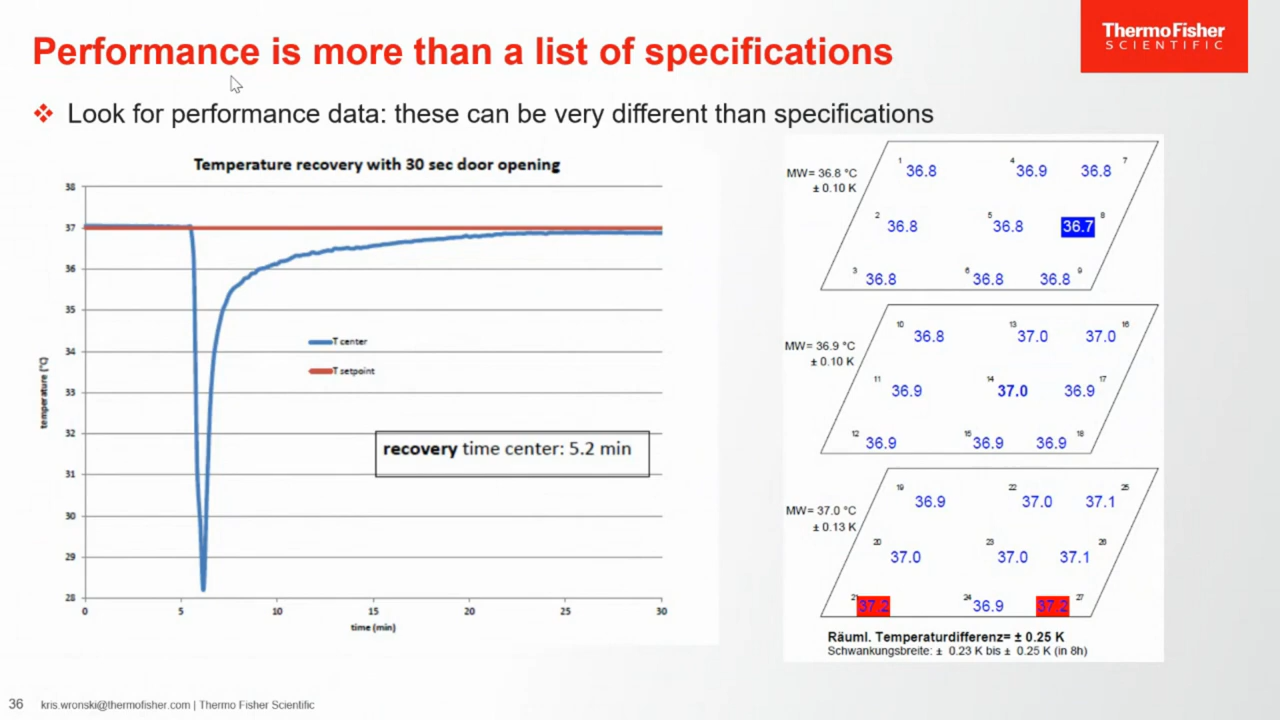 Performance is more than a list of specifications
ThermoFisher
SCIENTIFIC
❖ Look for performance data: these can be very different than specifications
Temperature recovery with 30 sec door opening
38
37
36
35
34
33
32
31
30
29
28
temperature (°C)
0 5 10 15 20 25 30
time (min)
T center
T setpoint
recovery time center: 5.2 min
MW= 36.8 °C
± 0.10 K
1 36.8 4 36.9 36.8 7
2 36.8 5 36.8 36.7 8
3 36.8 6 36.8 36.8 9
MW= 36.9 °C
± 0.10 K
10 36.8 13 37.0 37.0 16
11 36.9 14 37.0 36.9 17
12 36.9 15 36.9 36.9 18
MW= 37.0 °C
± 0.13 K
19 36.9 22 37.0 37.1 25
20 37.0 23 37.0 37.1 26
21 37.2 24 36.9 37.2 27
Räuml. Temperaturdifferenz= ± 0.25 K
Schwankungsbreite: ± 0.23 K bis ± 0.25 K (in 8h)
36 kris.wronski@thermofisher.com | Thermo Fisher Scientific